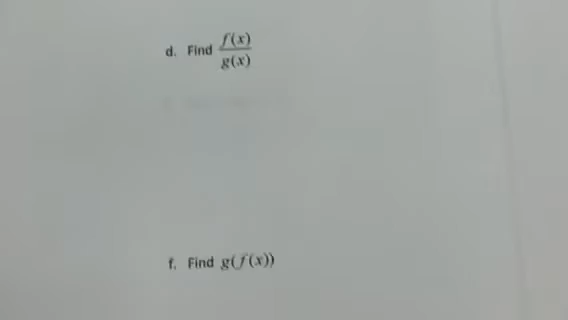 d. Find f(x)/g(x)
f. Find g(f(x))